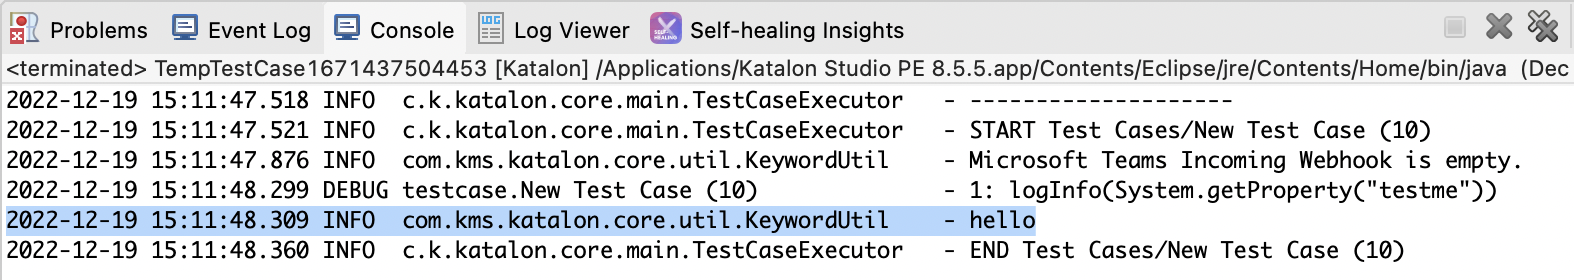 Problems Event Log Console Log Viewer Self-healing Insights
<terminated> TempTestCase1671437504453 [Katalon] /Applications/Katalon Studio PE 8.5.5.app/Contents/Eclipse/jre/Contents/Home/bin/java (Dec
2022-12-19 15:11:47.518 INFO c.k.katalon.core.main.TestCaseExecutor - --------------------
2022-12-19 15:11:47.521 INFO c.k.katalon.core.main.TestCaseExecutor - START Test Cases/New Test Case (10)
2022-12-19 15:11:47.876 INFO com.kms.katalon.core.util.KeywordUtil - Microsoft Teams Incoming Webhook is empty.
2022-12-19 15:11:48.299 DEBUG testcase.New Test Case (10) - 1: logInfo(System.getProperty("testme"))
2022-12-19 15:11:48.309 INFO com.kms.katalon.core.util.KeywordUtil - hello
2022-12-19 15:11:48.360 INFO c.k.katalon.core.main.TestCaseExecutor - END Test Cases/New Test Case (10)